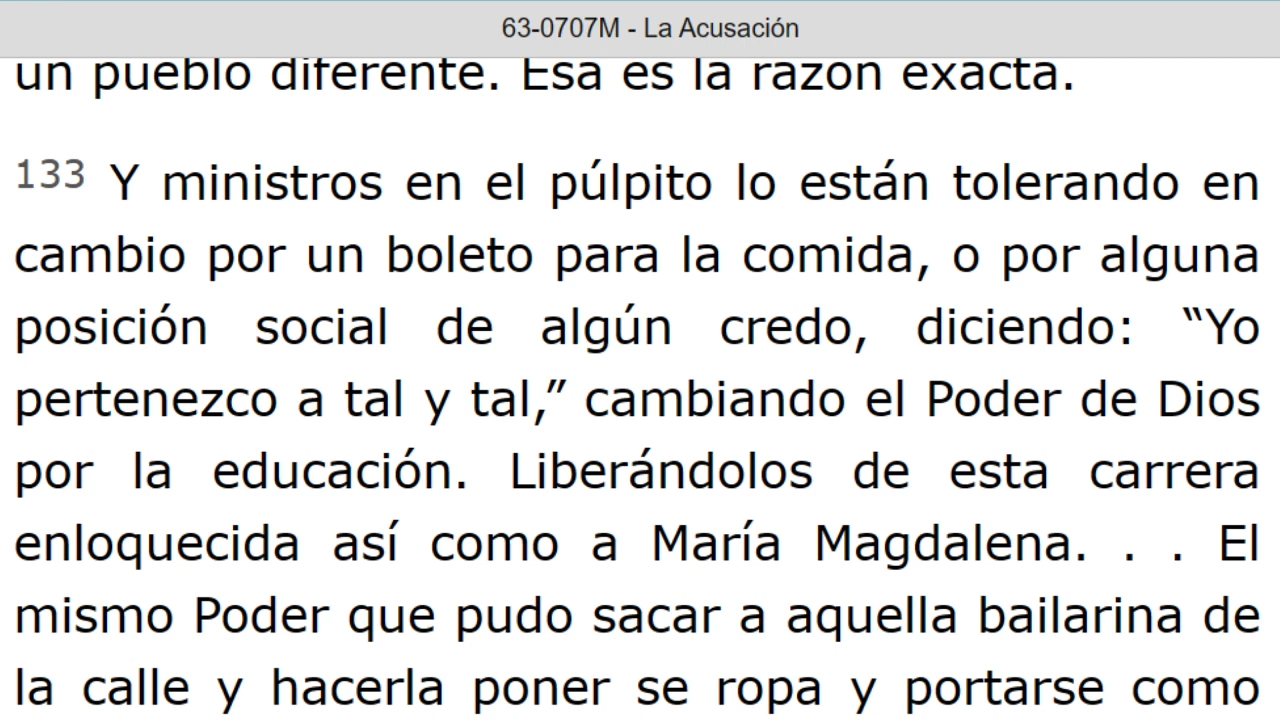 63-0707M - La Acusación
un pueblo diferente. Esa es la razón exacta.
133 Y ministros en el púlpito lo están tolerando en
cambio por un boleto para la comida, o por alguna
posición social de algún credo, diciendo: “Yo
pertenezco a tal y tal,” cambiando el Poder de Dios
por la educación. Liberándolos de esta carrera
enloquecida así como a María Magdalena. . . El
mismo Poder que pudo sacar a aquella bailarina de
la calle y hacerla poner se ropa y portarse como